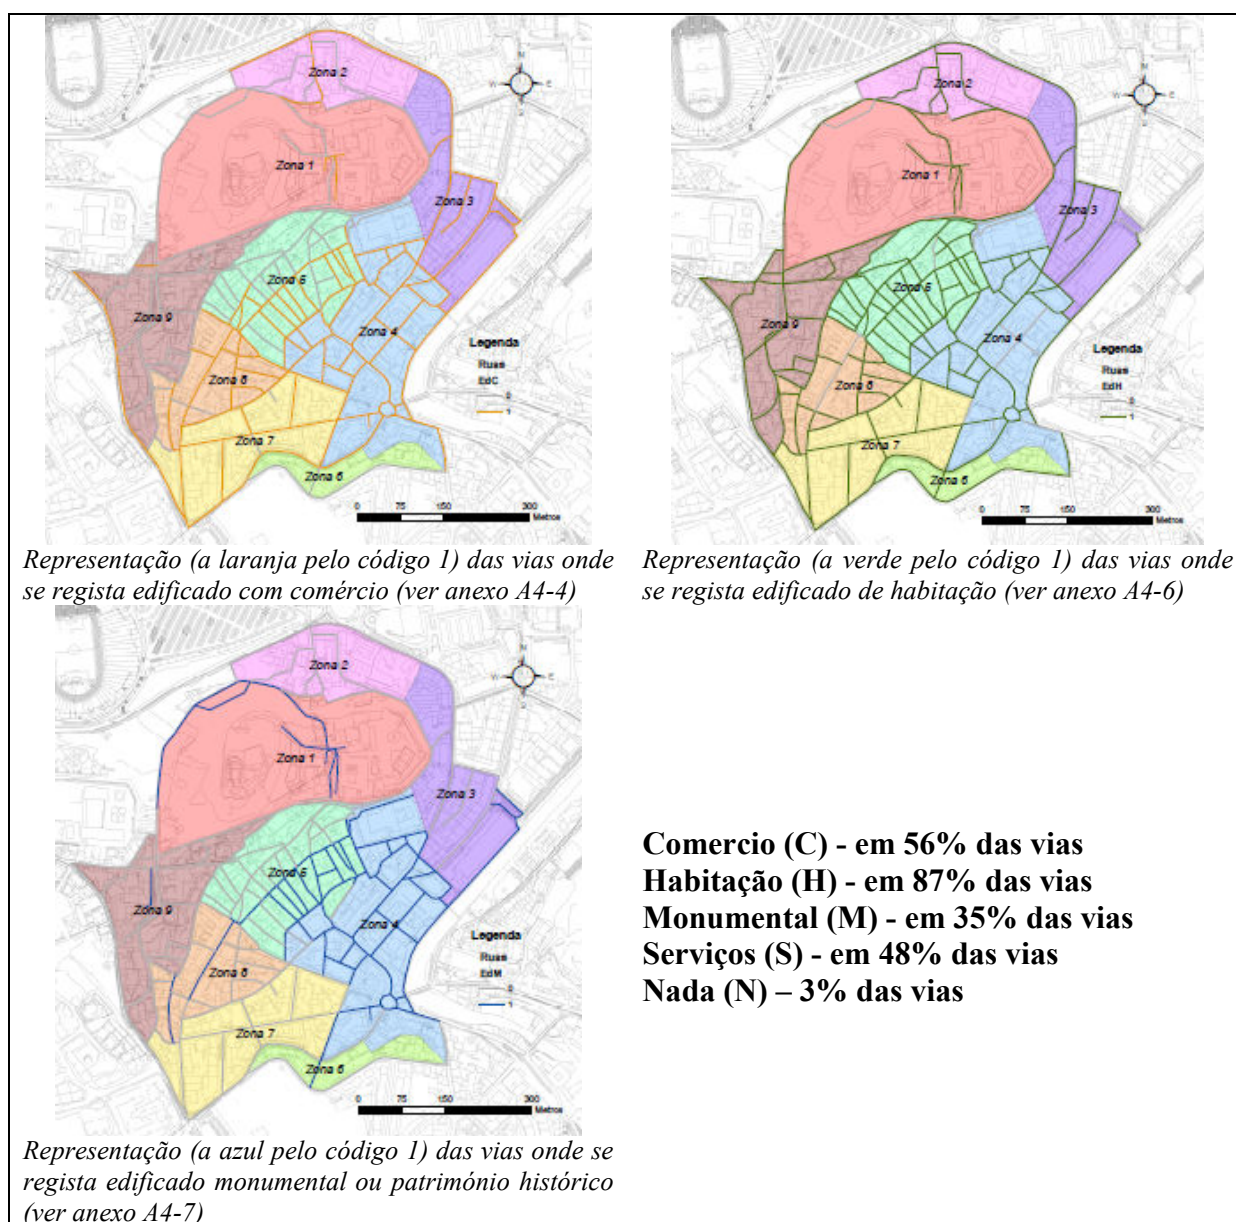 Zona 2
N
W
E
S
Zona 1
Zona 3
Zona 5
Zona 9
Zona 4
Legenda
Ruas
EdC
0
1
Zona 8
Zona 7
Zona 6
0 75 150 300
Metros
Representação (a laranja pelo código 1) das vias onde
se regista edificado com comércio (ver anexo A4-4)
Zona 2
N
W
E
S
Zona 1
Zona 3
Zona 5
Zona 9
Zona 4
Legenda
Ruas
EdH
0
1
Zona 8
Zona 7
Zona 6
0 75 150 300
Metros
Representação (a verde pelo código 1) das vias onde
se regista edificado de habitação (ver anexo A4-6)
Zona 2
N
W
E
S
Zona 1
Zona 3
Zona 5
Zona 9
Zona 4
Legenda
Ruas
EdM
0
1
Zona 8
Zona 7
Zona 6
0 75 150 300
Metros
Representação (a azul pelo código 1) das vias onde se
regista edificado monumental ou património histórico
(ver anexo A4-7)
Comercio (C) - em 56% das vias
Habitação (H) - em 87% das vias
Monumental (M) - em 35% das vias
Serviços (S) - em 48% das vias
Nada (N) – 3% das vias